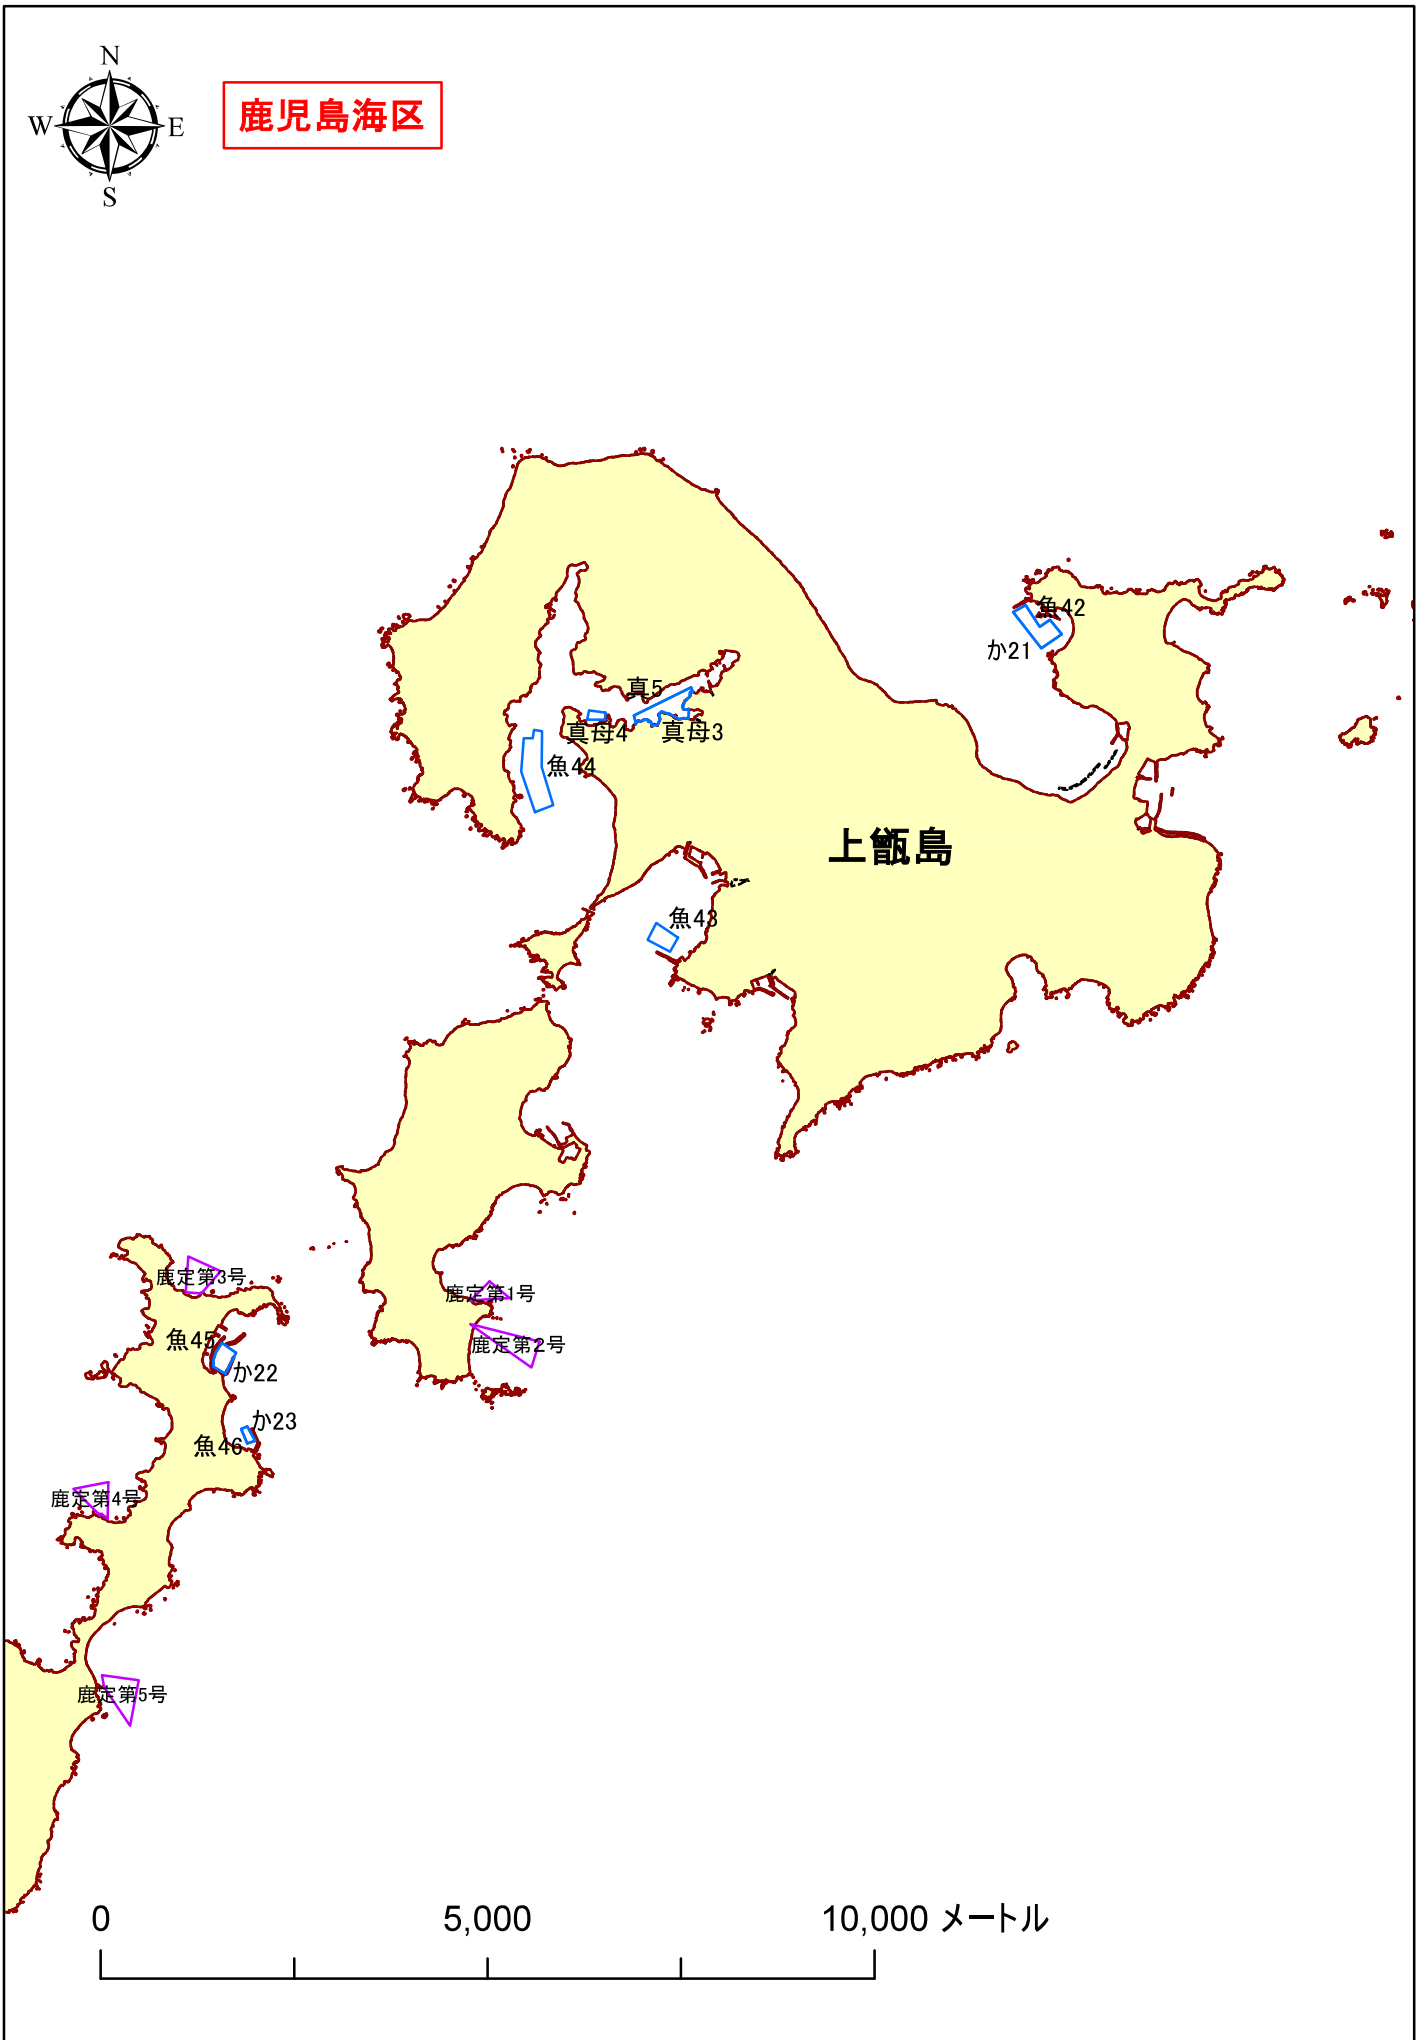 N
W
E
S
鹿児島海区
魚42
か21
真5
真母4
真母3
魚44
上甑島
魚43
鹿定第3号
鹿定第1号
魚45
鹿定第2号
か22
か23
魚46
鹿定第4号
鹿定第5号
0
5,000
10,000 メートル